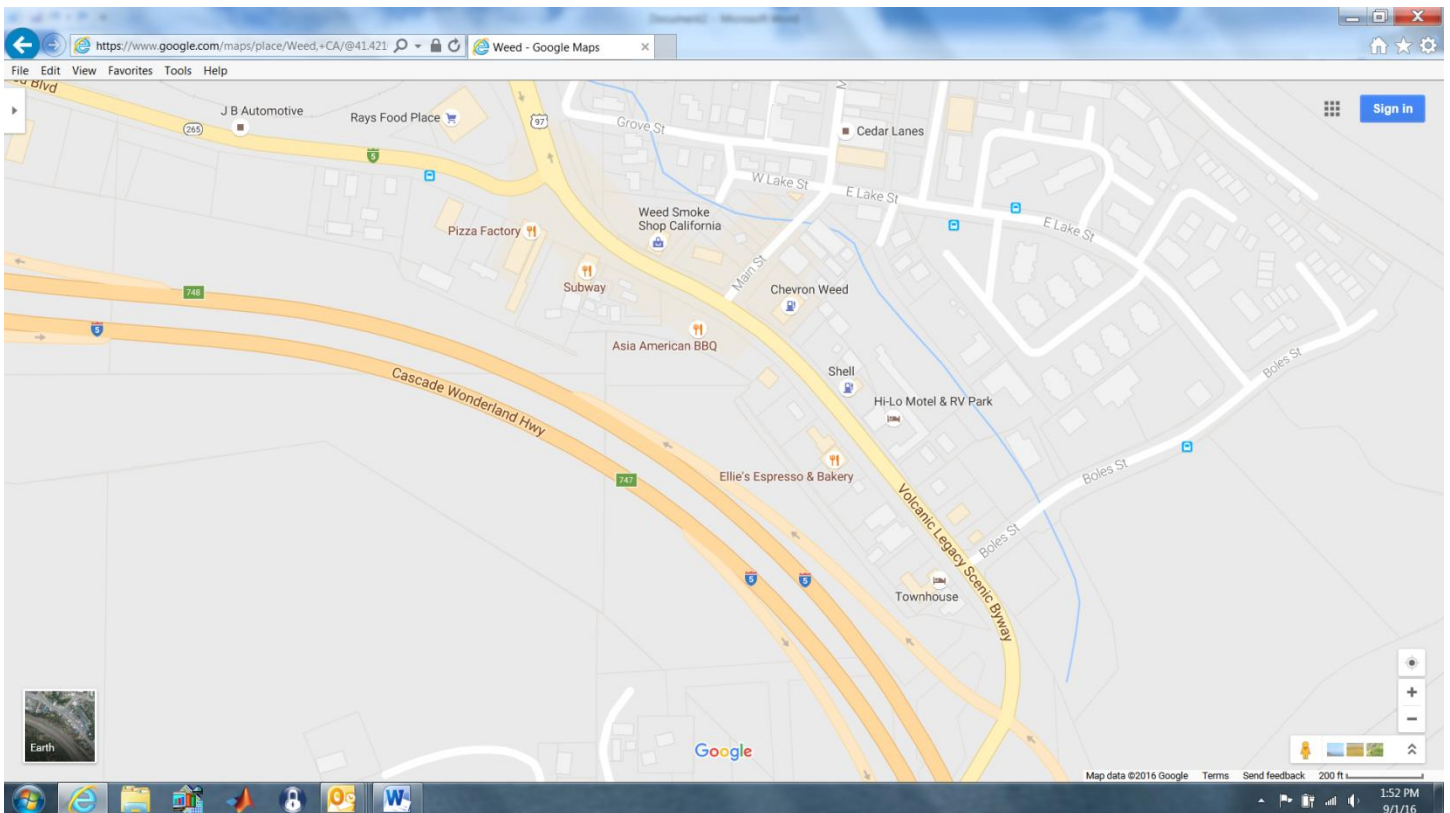 Document2 - Microsoft Word
https://www.google.com/maps/place/Weed,+CA/@41.421
Weed - Google Maps
File Edit View Favorites Tools Help
Blvd
J B Automotive
Rays Food Place
265
97
5
Grove St
Cedar Lanes
Sign in
W Lake St
E Lake St
E Lake St
Pizza Factory
Weed Smoke
Shop California
Subway
Main St
Chevron Weed
748
5
Asia American BBQ
Cascade Wonderland Hwy
Shell
Hi-Lo Motel & RV Park
Boles St
Ellie's Espresso & Bakery
747
Boles St
Volcanic Legacy Scenic Byway
Boles St
5
5
Townhouse
Earth
Google
Map data ©2016 Google Terms Send feedback 200 ft
1:52 PM
9/1/16